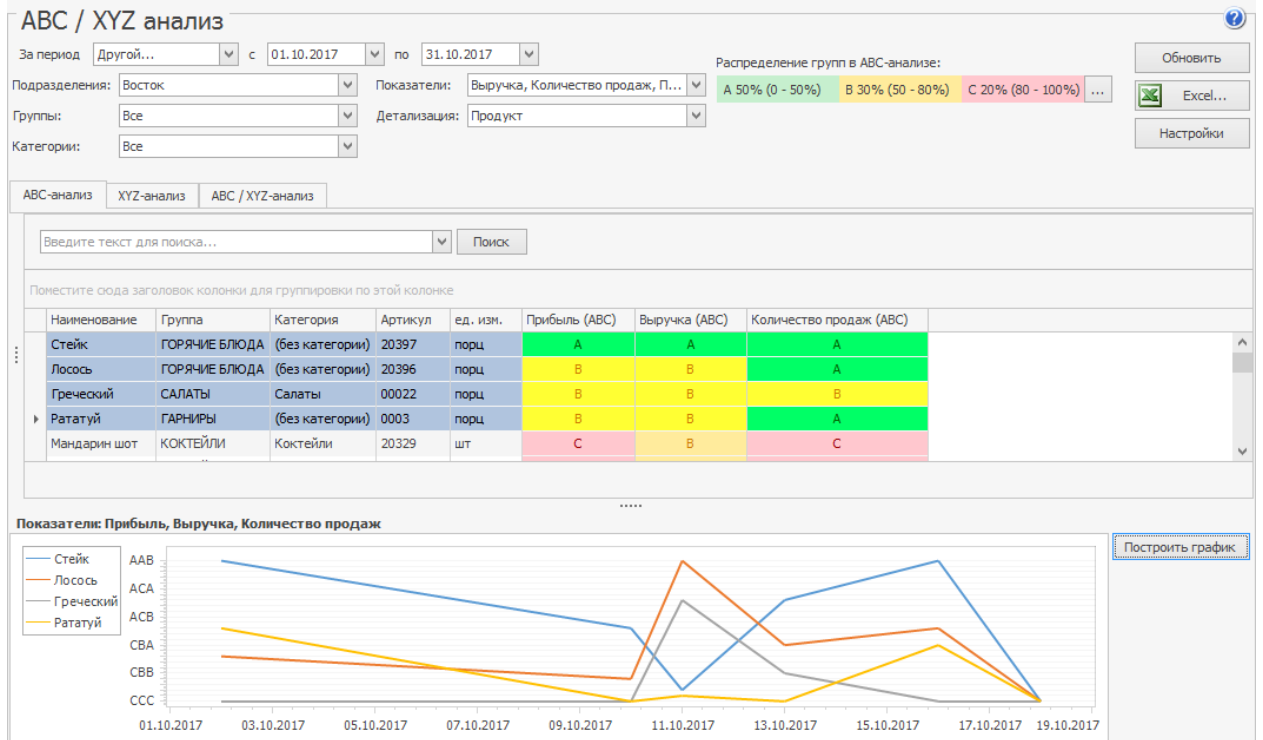 ABC / XYZ анализ
За период Другой... с 01.10.2017 по 31.10.2017
Распределение групп в ABC-анализе:
Обновить
Подразделения: Восток Показатели: Выручка, Количество продаж, П...
A 50% (0 - 50%) B 30% (50 - 80%) C 20% (80 - 100%) ...
Excel...
Группы: Все Детализация: Продукт
Настройки
Категории: Все
ABC-анализ XYZ-анализ ABC / XYZ-анализ
Введите текст для поиска... Поиск
Поместите сюда заголовок колонки для группировки по этой колонке
Наименование Группа Категория Артикул ед. изм. Прибыль (ABC) Выручка (ABC) Количество продаж (ABC)
Стейк ГОРЯЧИЕ БЛЮДА (без категории) 20397 порц A A A
Лосось ГОРЯЧИЕ БЛЮДА (без категории) 20396 порц B B A
Греческий САЛАТЫ Салаты 00022 порц B B B
Рататуй ГАРНИРЫ (без категории) 0003 порц B B A
Мандарин шот КОКТЕЙЛИ Коктейли 20329 шт C B C
Показатели: Прибыль, Выручка, Количество продаж
Построить график
Стейк
Лосось
Греческий
Рататуй
AAB
ACA
ACB
CBA
CBB
CCC
01.10.2017 03.10.2017 05.10.2017 07.10.2017 09.10.2017 11.10.2017 13.10.2017 15.10.2017 17.10.2017 19.10.2017